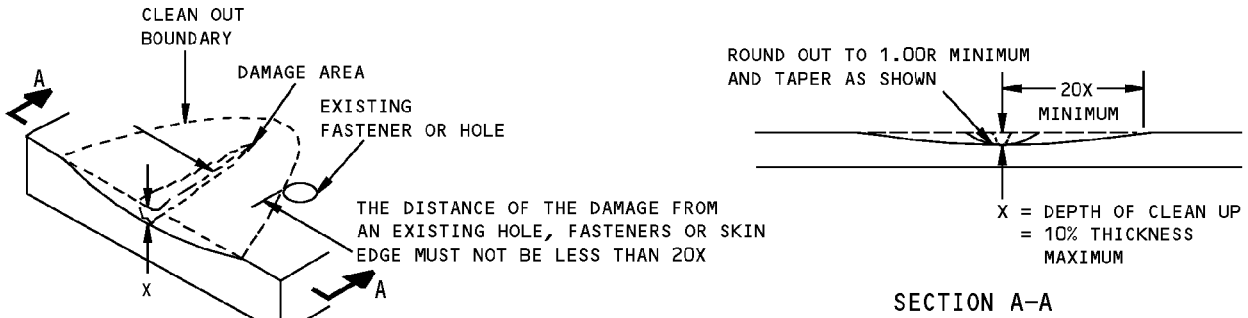 CLEAN OUT
BOUNDARY
DAMAGE AREA
A
EXISTING
FASTENER OR HOLE
THE DISTANCE OF THE DAMAGE FROM
AN EXISTING HOLE, FASTENERS OR SKIN
EDGE MUST NOT BE LESS THAN 20X
X
A
ROUND OUT TO 1.00R MINIMUM
AND TAPER AS SHOWN
20X
MINIMUM
X = DEPTH OF CLEAN UP
= 10% THICKNESS
MAXIMUM
SECTION A-A